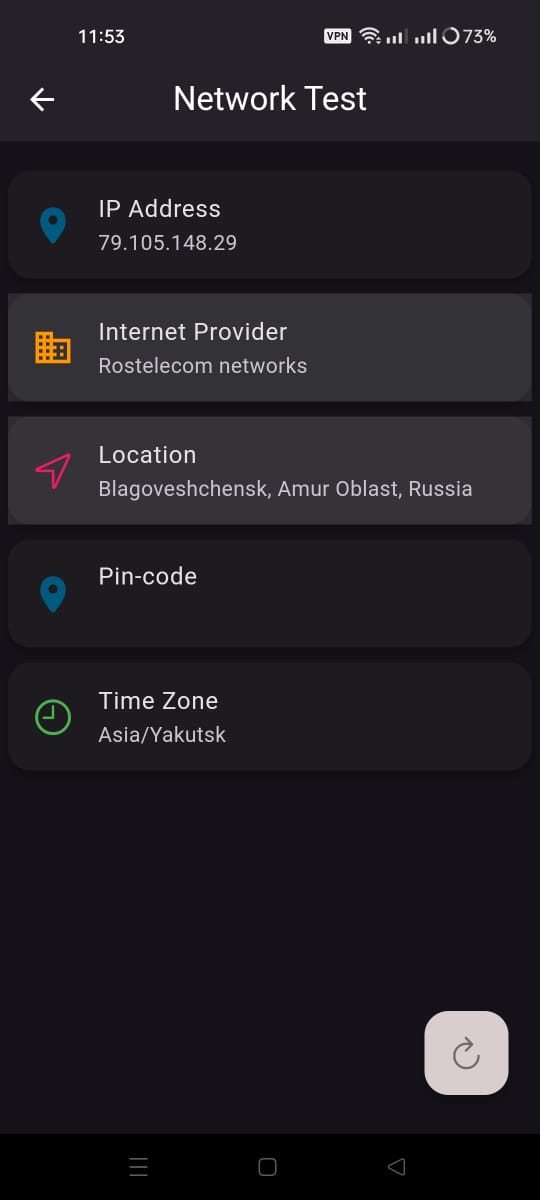 11:53
VPN 73%
Network Test
IP Address
79.105.148.29
Internet Provider
Rostelecom networks
Location
Blagoveshchensk, Amur Oblast, Russia
Pin-code
Time Zone
Asia/Yakutsk